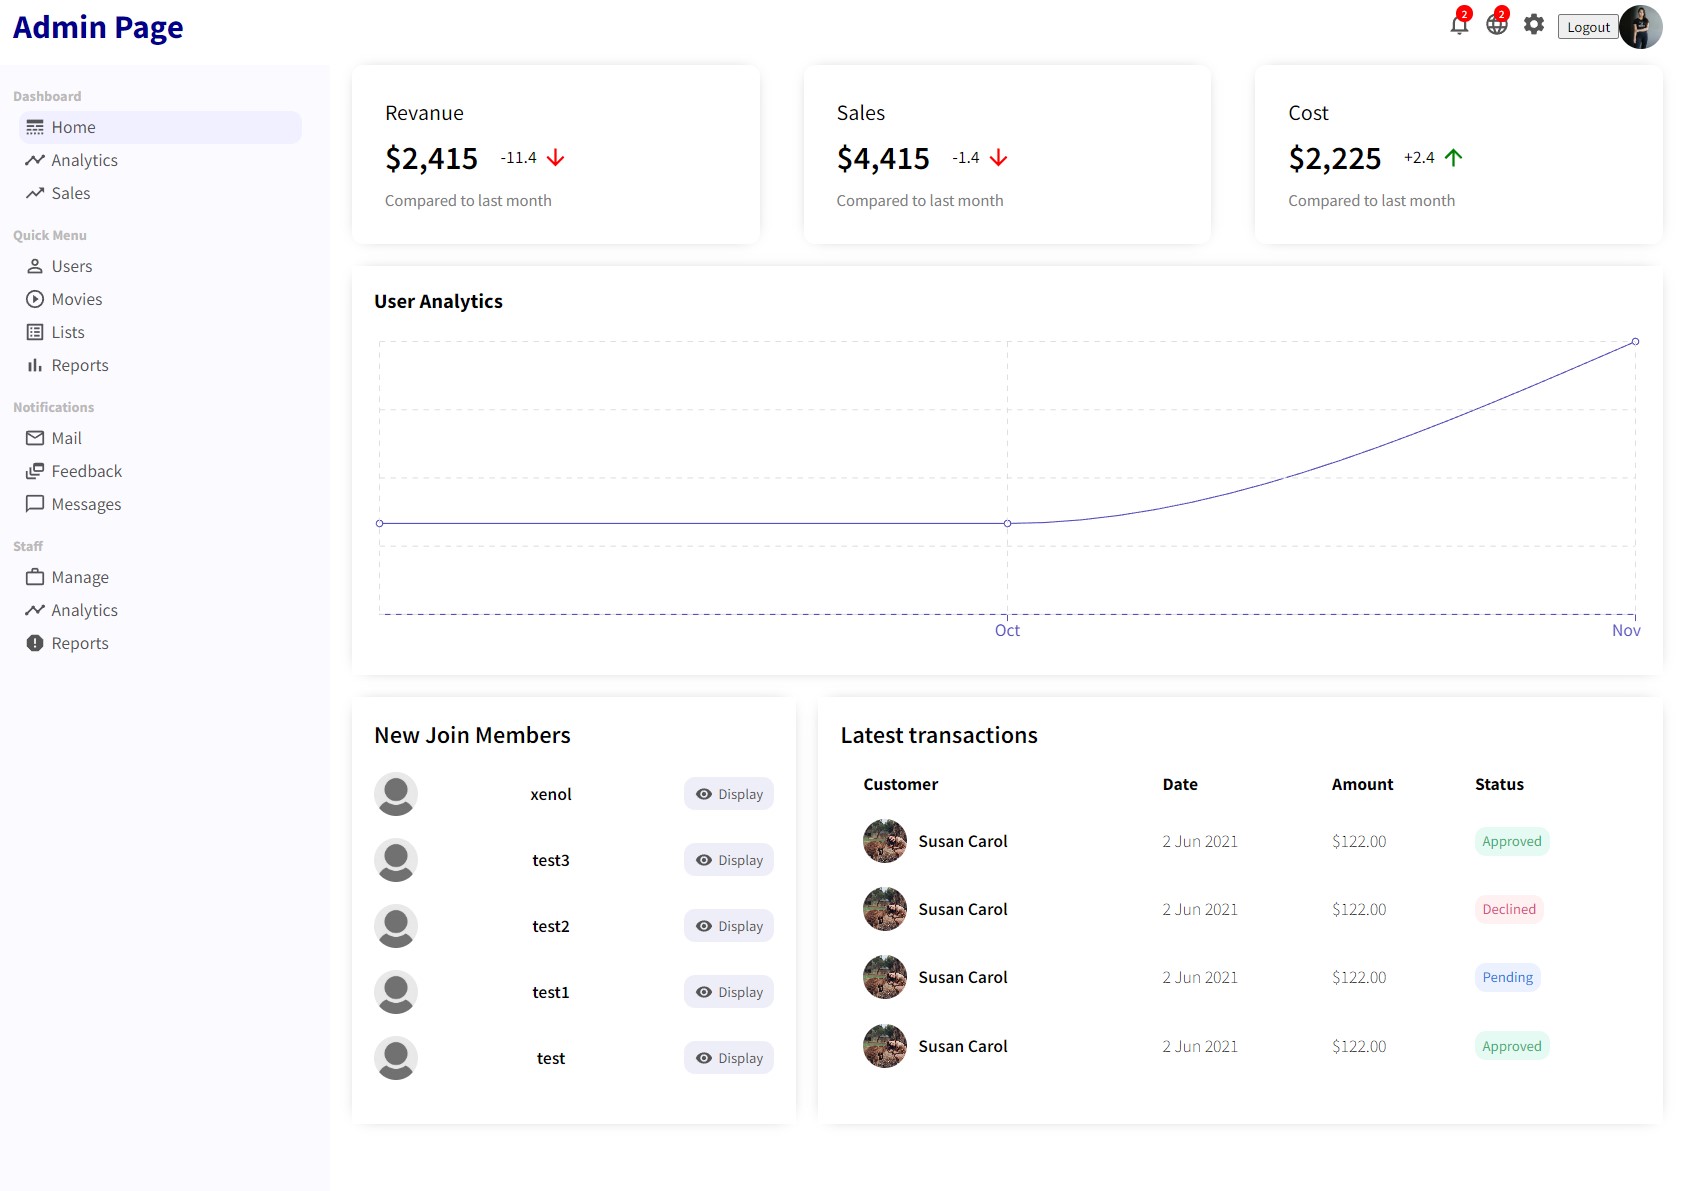 Admin Page
2
2
Logout
Dashboard
Home
Analytics
Sales
Quick Menu
Users
Movies
Lists
Reports
Notifications
Mail
Feedback
Messages
Staff
Manage
Analytics
Reports
Revanue
$2,415 -11.4
Compared to last month
Sales
$4,415 -1.4
Compared to last month
Cost
$2,225 +2.4
Compared to last month
User Analytics
Oct
Nov
New Join Members
xenol Display
test3 Display
test2 Display
test1 Display
test Display
Latest transactions
Customer Date Amount Status
Susan Carol 2 Jun 2021 $122.00 Approved
Susan Carol 2 Jun 2021 $122.00 Declined
Susan Carol 2 Jun 2021 $122.00 Pending
Susan Carol 2 Jun 2021 $122.00 Approved